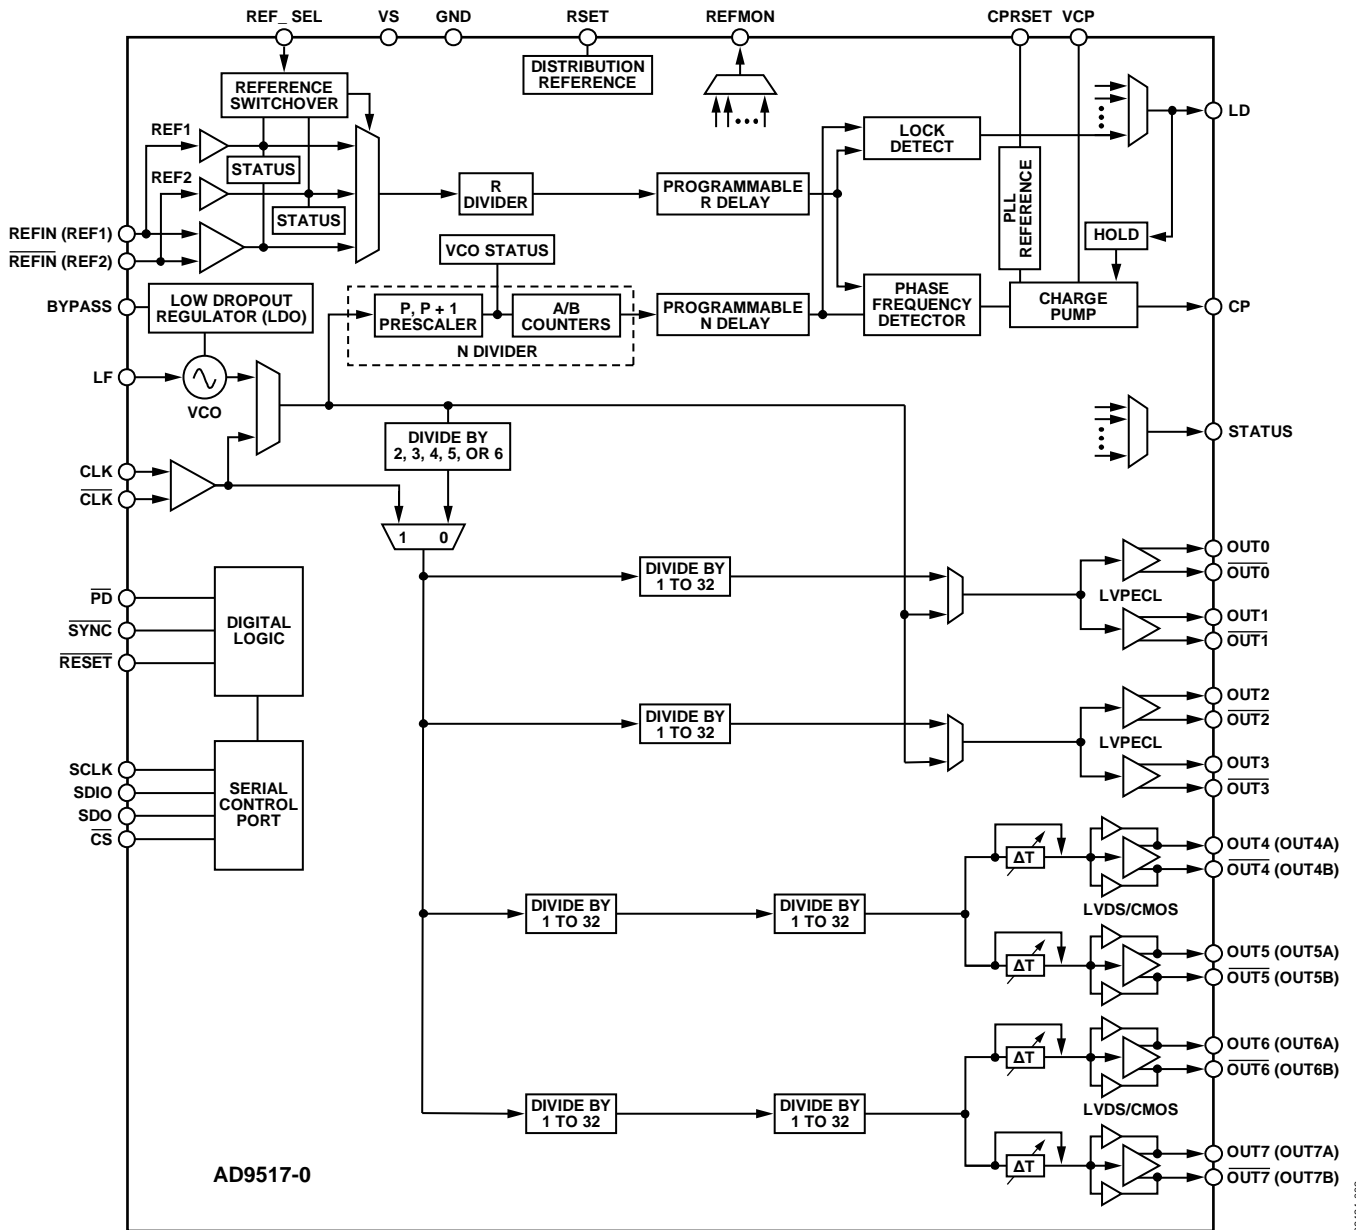 REF_ SEL
VS
GND
RSET
REFMON
CPRSET
VCP
DISTRIBUTION
REFERENCE
REFERENCE
SWITCHOVER
REF1
STATUS
REF2
STATUS
REFIN (REF1)
REFIN (REF2)
BYPASS
LF
CLK
CLK
R
DIVIDER
PROGRAMMABLE
R DELAY
LOCK
DETECT
LD
PLL
REFERENCE
HOLD
VCO STATUS
LOW DROPOUT
REGULATOR (LDO)
P, P + 1
PRESCALER
A/B
COUNTERS
N DIVIDER
PROGRAMMABLE
N DELAY
PHASE
FREQUENCY
DETECTOR
CHARGE
PUMP
CP
VCO
DIVIDE BY
2, 3, 4, 5, OR 6
STATUS
1 0
PD
SYNC
RESET
DIGITAL
LOGIC
SCLK
SDIO
SDO
CS
SERIAL
CONTROL
PORT
DIVIDE BY
1 TO 32
LVPECL
OUT0
OUT0
OUT1
OUT1
DIVIDE BY
1 TO 32
LVPECL
OUT2
OUT2
OUT3
OUT3
DIVIDE BY
1 TO 32
DIVIDE BY
1 TO 32
ΔT
ΔT
LVDS/CMOS
OUT4 (OUT4A)
OUT4 (OUT4B)
OUT5 (OUT5A)
OUT5 (OUT5B)
DIVIDE BY
1 TO 32
DIVIDE BY
1 TO 32
ΔT
ΔT
LVDS/CMOS
OUT6 (OUT6A)
OUT6 (OUT6B)
OUT7 (OUT7A)
OUT7 (OUT7B)
AD9517-0